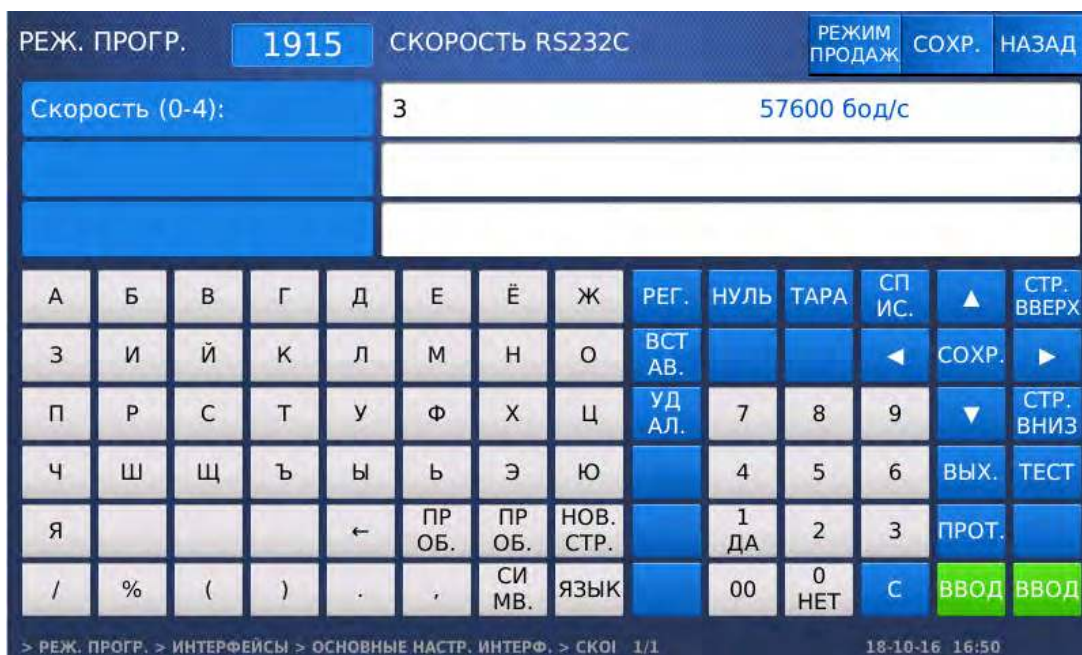 РЕЖ. ПРОГР. 1915 СКОРОСТЬ RS232C РЕЖИМ ПРОДАЖ СОХР. НАЗАД
Скорость (0-4): 3 57600 бод/с
А Б В Г Д Е Ё Ж РЕГ. НУЛЬ ТАРА СП ИС. ▲ СТР. ВВЕРХ
З И Й К Л М Н О ВСТ АВ. ◄ СОХР. ►
П Р С Т У Ф Х Ц УД АЛ. 7 8 9 ▼ СТР. ВНИЗ
Ч Ш Щ Ъ Ы Ь Э Ю 4 5 6 ВЫХ. ТЕСТ
Я ← ПР ОБ. ПР ОБ. НОВ. СТР. 1 ДА 2 3 ПРОТ.
/ % ( ) . , СИ МВ. ЯЗЫК 00 0 НЕТ C ВВОД ВВОД
> РЕЖ. ПРОГР. > ИНТЕРФЕЙСЫ > ОСНОВНЫЕ НАСТР. ИНТЕРФ. > СКОІ 1/1 18-10-16 16:50